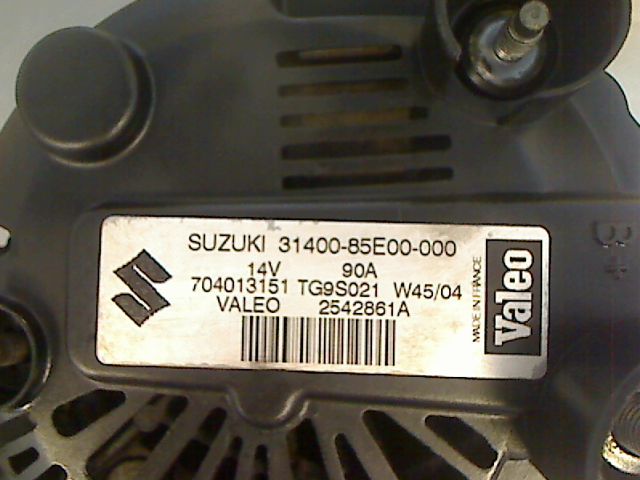 SUZUKI 31400-85E00-000
14V 90A
704013151 TG9S021 W45/04
VALEO 2542861A
MADE IN FRANCE
Valeo
B+